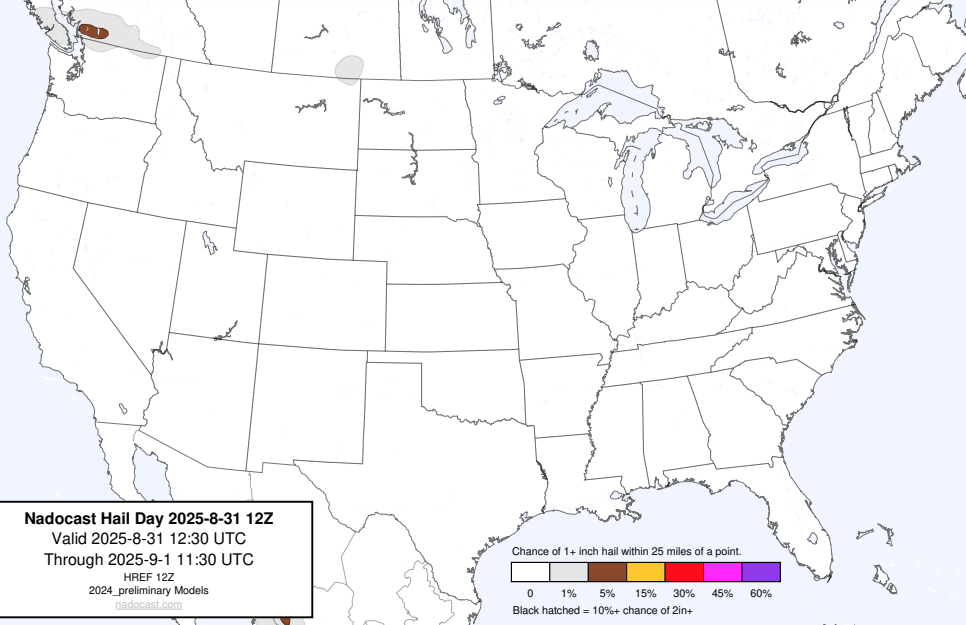 Nadocast Hail Day 2025-8-31 12Z
Valid 2025-8-31 12:30 UTC
Through 2025-9-1 11:30 UTC
HREF 12Z
2024_preliminary Models
nadocast.com
Chance of 1+ inch hail within 25 miles of a point.
0 1% 5% 15% 30% 45% 60%
Black hatched = 10%+ chance of 2in+